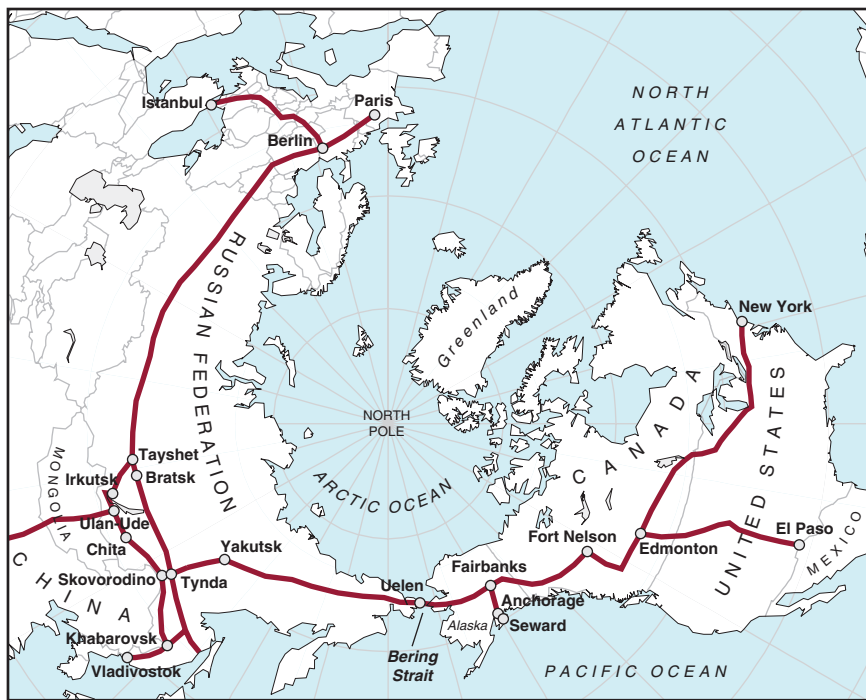 NORTH
ATLANTIC
OCEAN
Istanbul
Paris
Berlin
RUSSIAN FEDERATION
Greenland
New York
NORTH
POLE
CANADA
UNITED STATES
ARCTIC OCEAN
MONGOLIA
Tayshet
Bratsk
Irkutsk
Ulan-Ude
Chita
CHINA
Yakutsk
Skovorodino
Tynda
Uelen
Fairbanks
Fort Nelson
Edmonton
El Paso
MEXICO
Anchorage
Seward
Alaska
Khabarovsk
Vladivostok
Bering
Strait
PACIFIC OCEAN